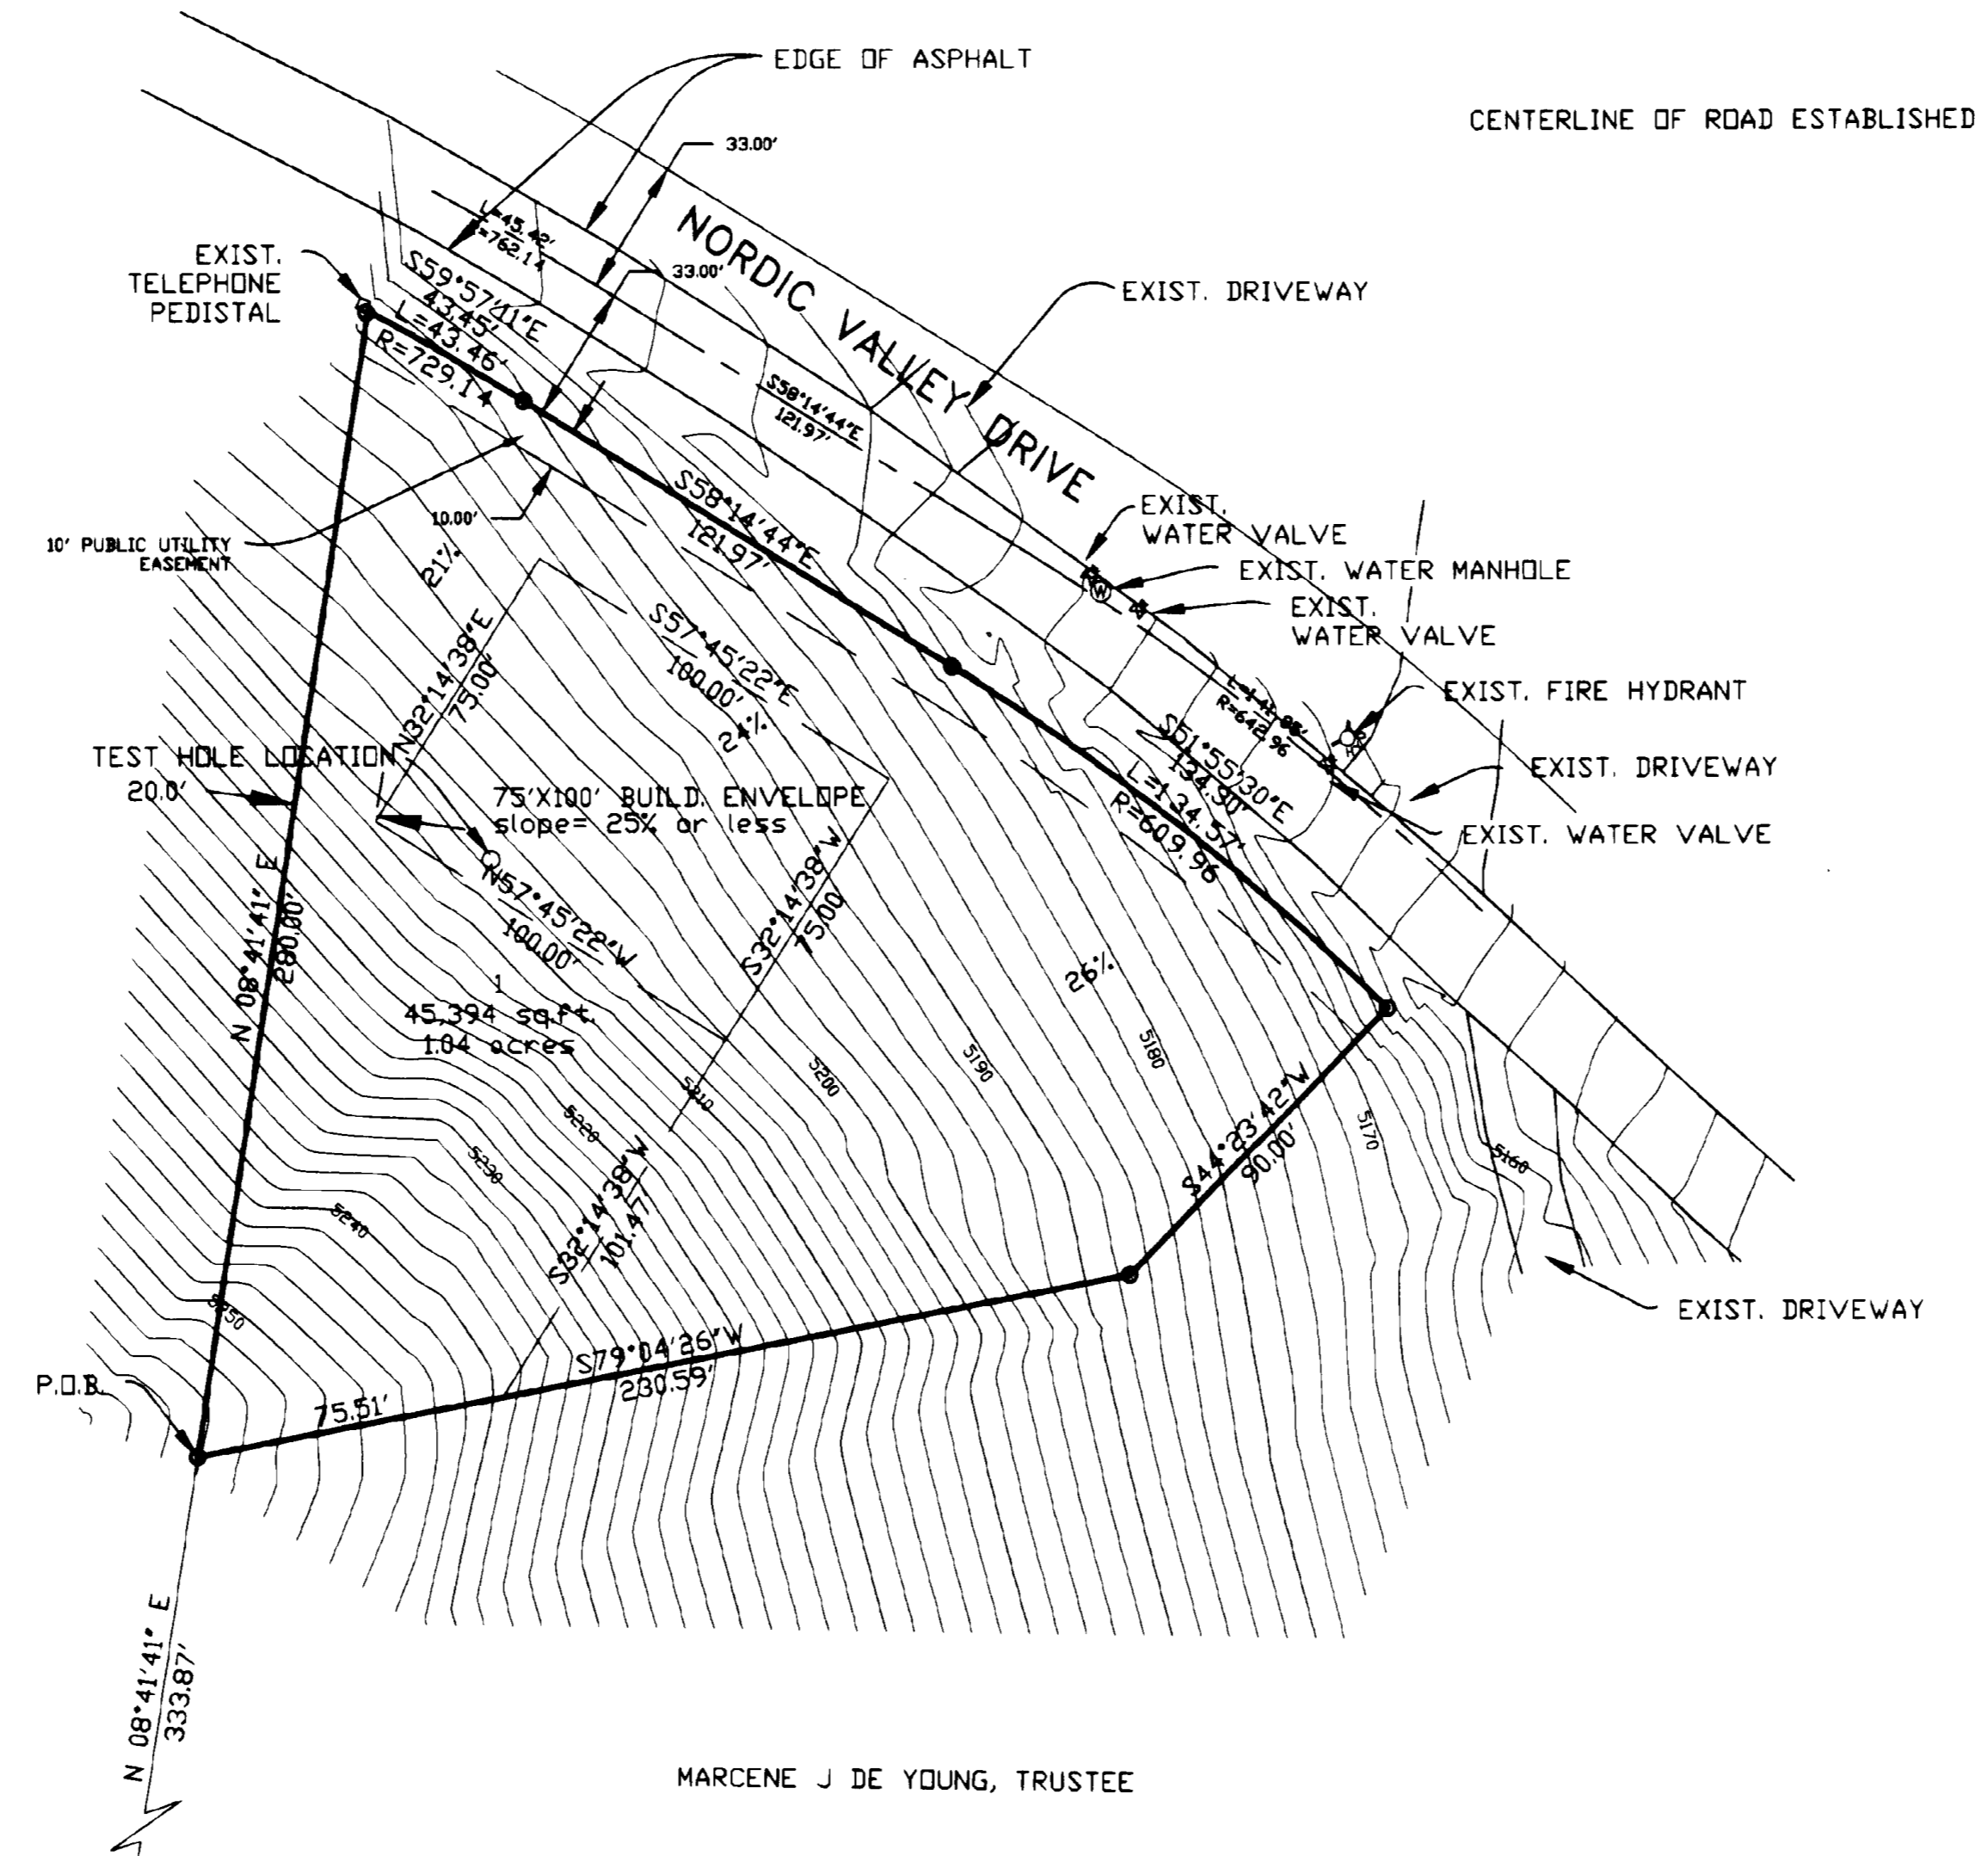 EDGE OF ASPHALT
CENTERLINE OF ROAD ESTABLISHED
33.00'
NORDIC VALLEY DRIVE
L=45.42'
=762.14
EXIST.
TELEPHONE
PEDISTAL
33.00'
EXIST. DRIVEWAY
S59°57'11"E
43.45'
L=43.46'
R=729.14
S58°14'44"E
121.97'
S58°14'44"E
121.97'
10.00'
10' PUBLIC UTILITY
EASEMENT
21%
EXIST.
WATER VALVE
EXIST. WATER MANHOLE
W
EXIST.
WATER VALVE
S57°45'22"E
100.00'
24%
N32°14'38"E
75.00'
EXIST. FIRE HYDRANT
R=642.96
S51°55'30"E
134.30'
L=134.57'
R=609.96
TEST HOLE LOCATION
20.0'
75'X100' BUILD. ENVELOPE
slope= 25% or less
EXIST. DRIVEWAY
EXIST. WATER VALVE
N 08°41'41" E
280.00'
N57°45'22"W
100.00'
S32°14'38"W
75.00
26%
1
45,394 sq.ft.
1.04 acres
5210
5200
5190
5180
5170
5160
5220
5230
5240
5250
S32°14'38"W
101.47'
S44°23'42"W
90.00'
EXIST. DRIVEWAY
P.O.B.
75.51'
S79°04'26"W
230.59'
N 08°41'41" E
333.87'
MARCENE J DE YOUNG, TRUSTEE